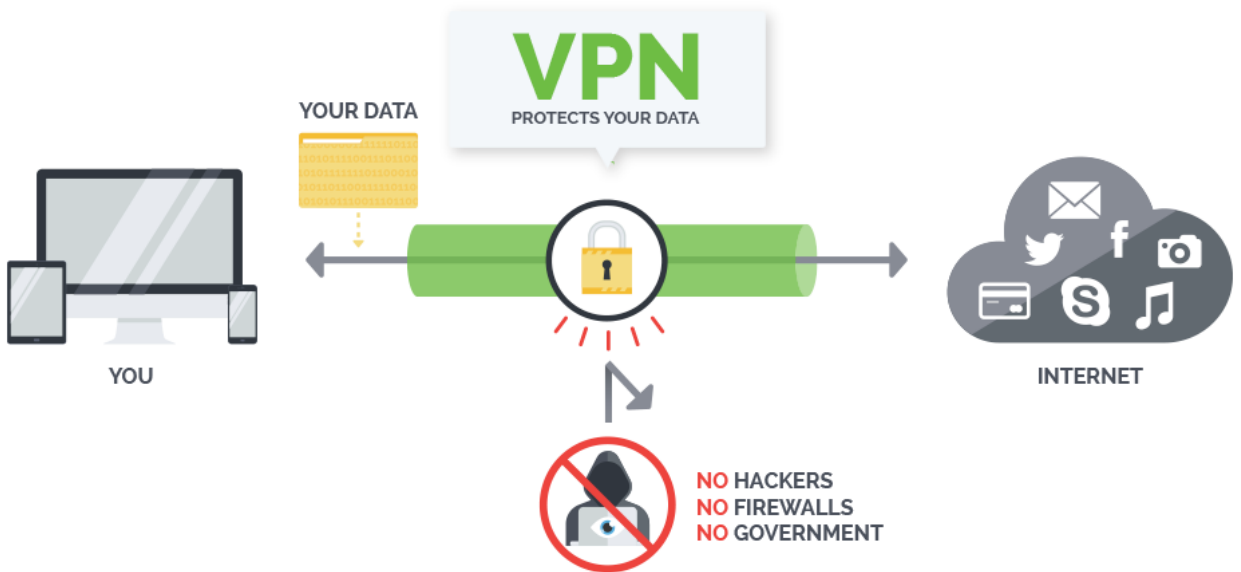 VPN
PROTECTS YOUR DATA
YOUR DATA
YOU
INTERNET
NO HACKERS
NO FIREWALLS
NO GOVERNMENT